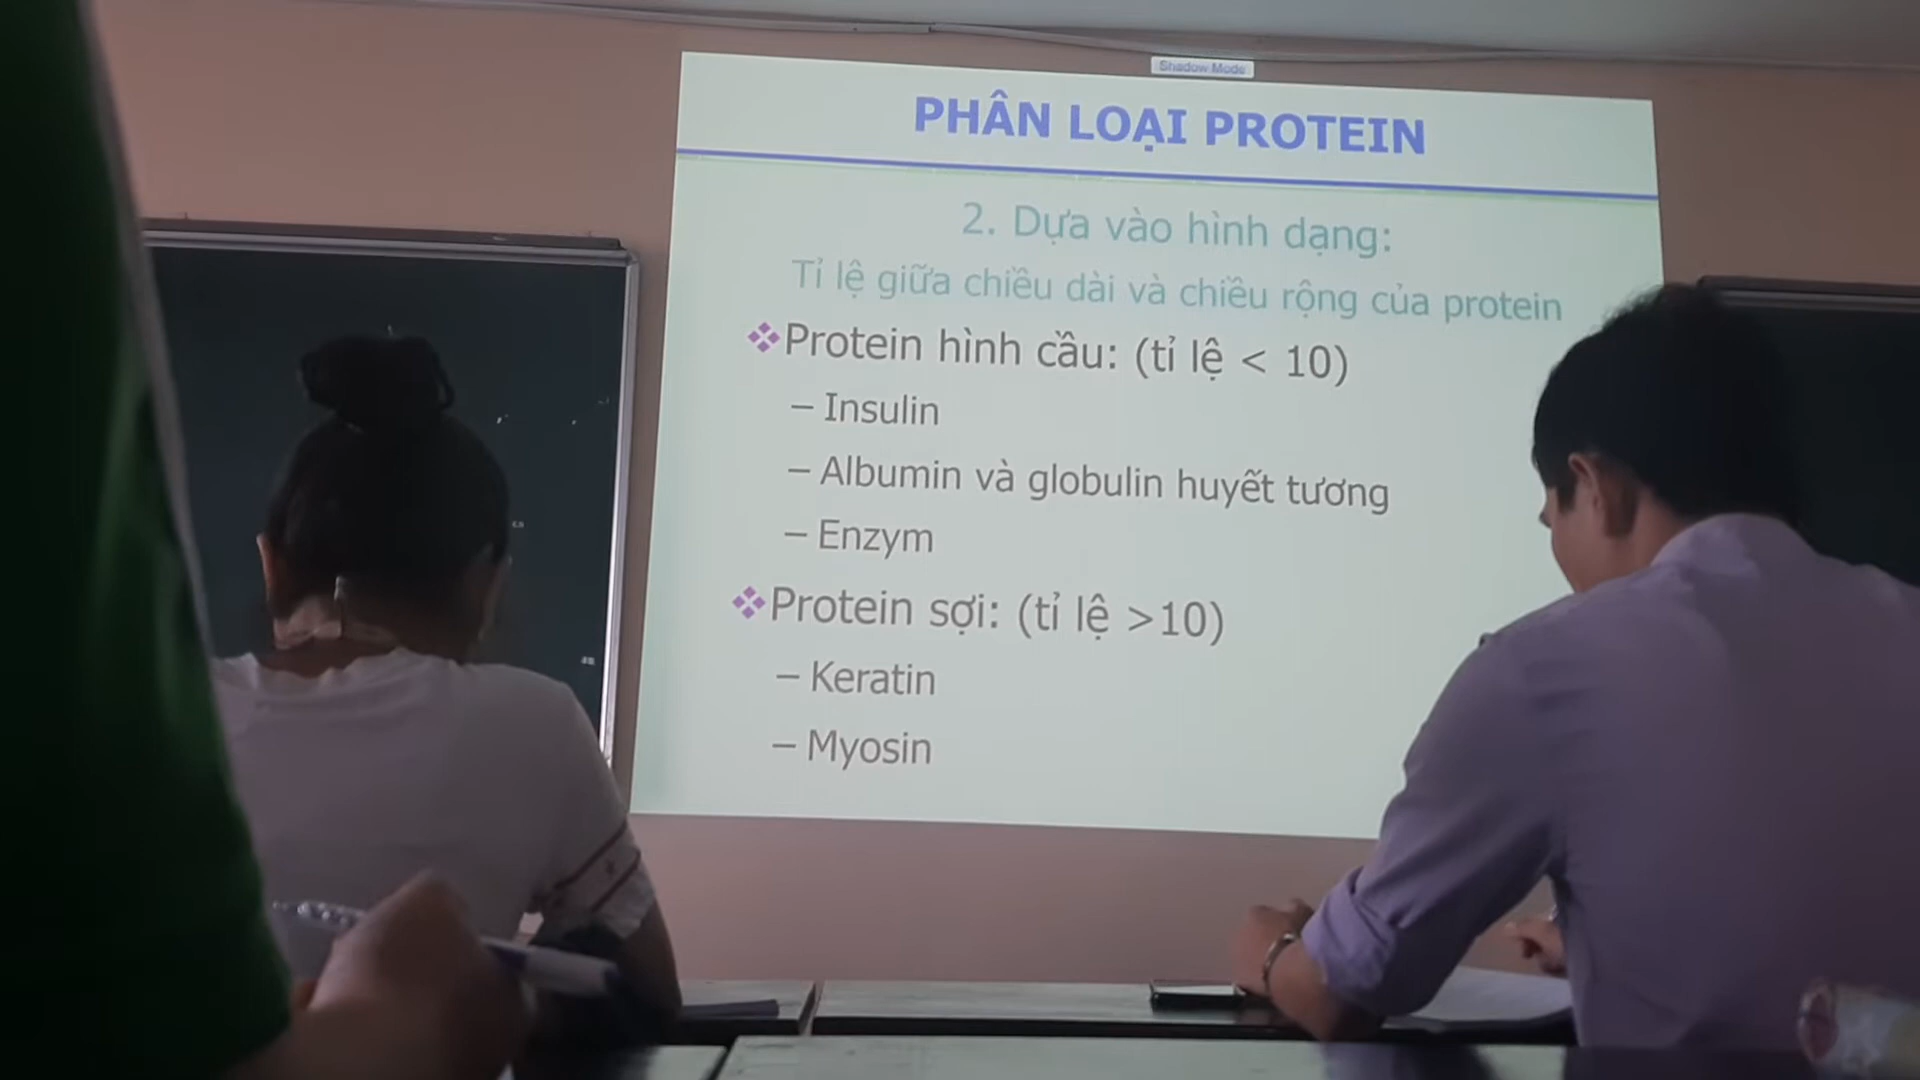 Shadow Mode
PHÂN LOẠI PROTEIN
2. Dựa vào hình dạng:
Tỉ lệ giữa chiều dài và chiều rộng của protein
❖Protein hình cầu: (tỉ lệ < 10)
– Insulin
– Albumin và globulin huyết tương
– Enzym
❖Protein sợi: (tỉ lệ >10)
– Keratin
– Myosin